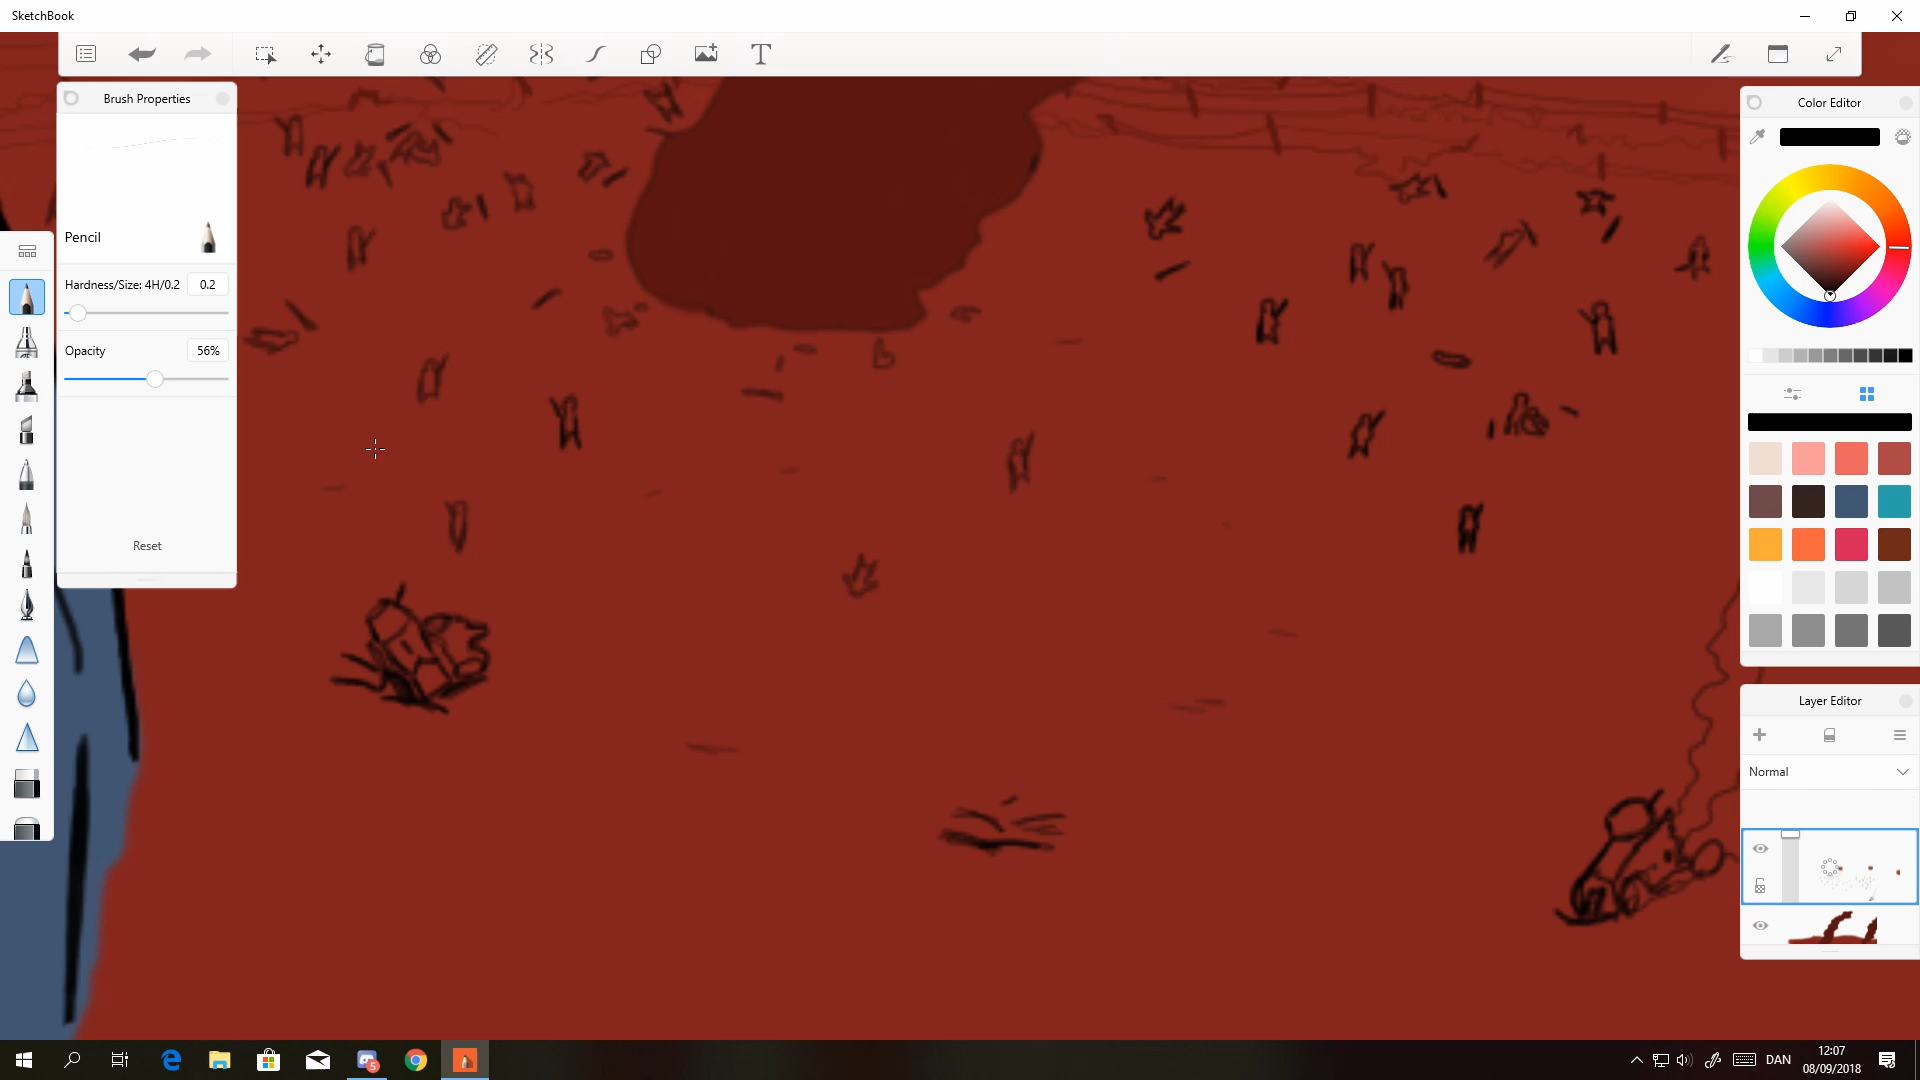 SketchBook
Brush Properties
Pencil
Hardness/Size: 4H/0.2 0.2
Opacity 56%
Reset
Color Editor
Layer Editor
Normal
5
DAN
12:07
08/09/2018